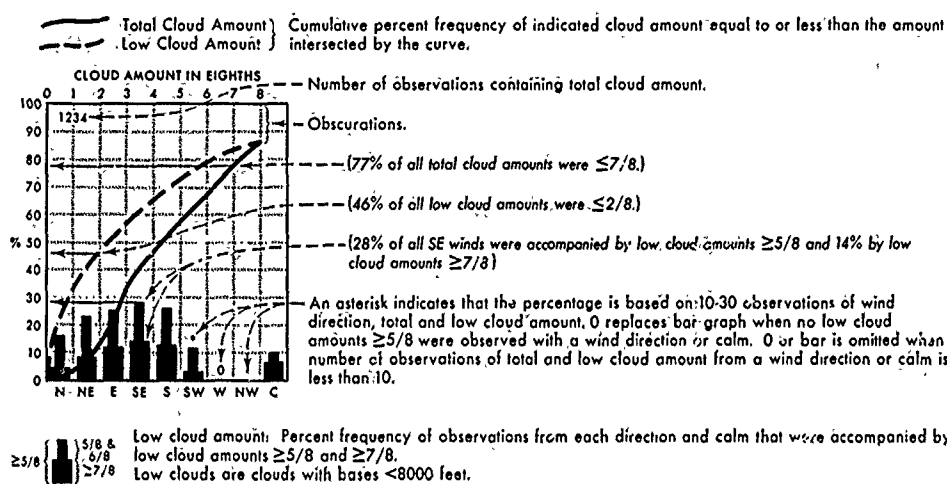 Total Cloud Amount
Low Cloud Amount
Cumulative percent frequency of indicated cloud amount equal to or less than the amount
intersected by the curve.
CLOUD AMOUNT IN EIGHTHS
0 1 2 3 4 5 6 7 8
Number of observations containing total cloud amount.
100
1234
90
Obscurations.
80
(77% of all total cloud amounts were ≤7/8.)
70
(46% of all low cloud amounts were ≤2/8.)
60
% 50
(28% of all SE winds were accompanied by low cloud amounts ≥5/8 and 14% by low
cloud amounts ≥7/8)
40
30
An asterisk indicates that the percentage is based on 10-30 observations of wind
direction, total and low cloud amount. 0 replaces bar graph when no low cloud
20
amounts ≥5/8 were observed with a wind direction or calm. 0 or bar is omitted when
10
number of observations of total and low cloud amount from a wind direction or calm is
less than 10.
0
0
N NE E SE S SW W NW C
Low cloud amount: Percent frequency of observations from each direction and calm that were accompanied by
low cloud amounts ≥5/8 and ≥7/8.
Low clouds are clouds with bases <8000 feet.
≥5/8
5/8 &
6/8
≥7/8